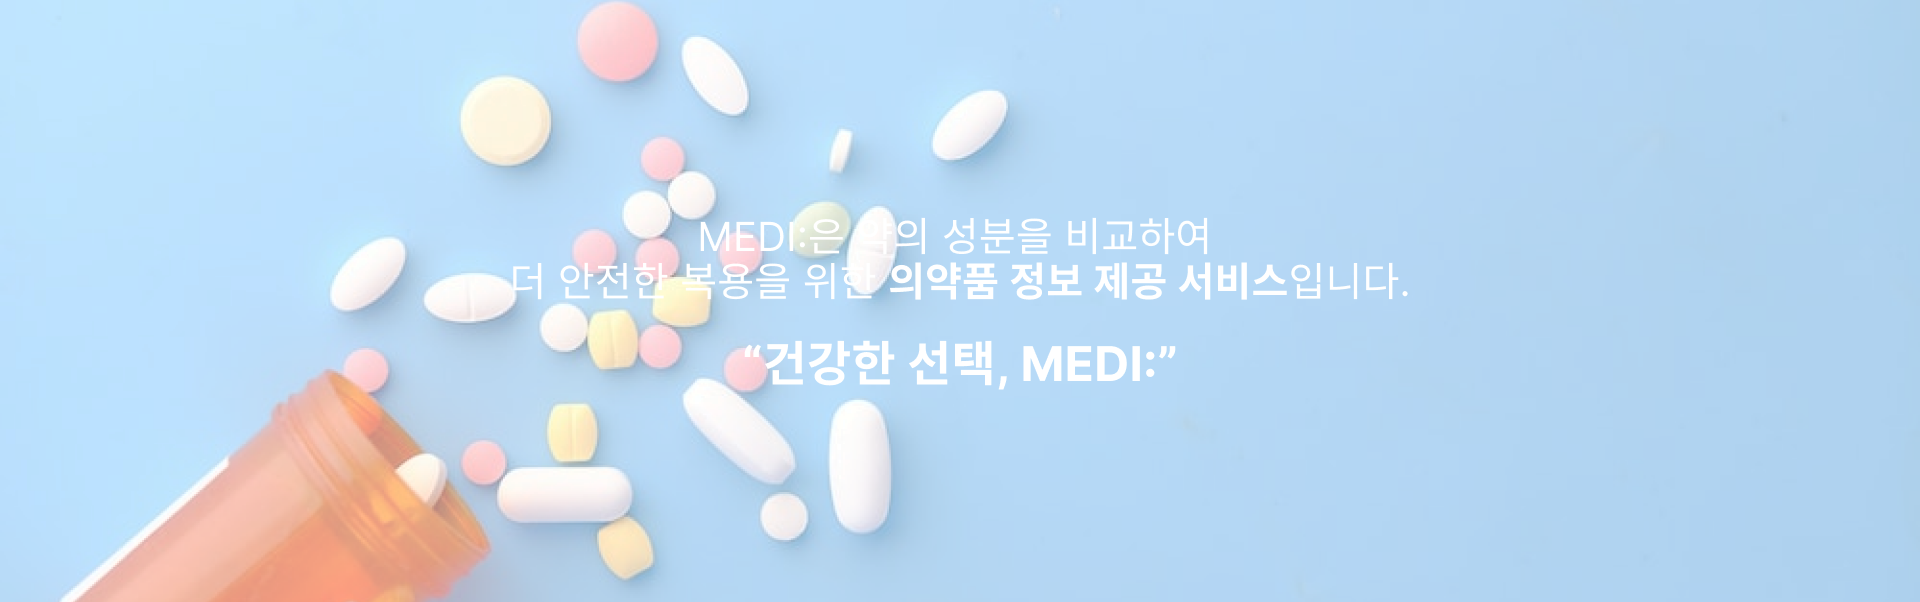 MEDI:은 약의 성분을 비교하여
더 안전한 복용을 위한 의약품 정보 제공 서비스입니다.
“건강한 선택, MEDI:”